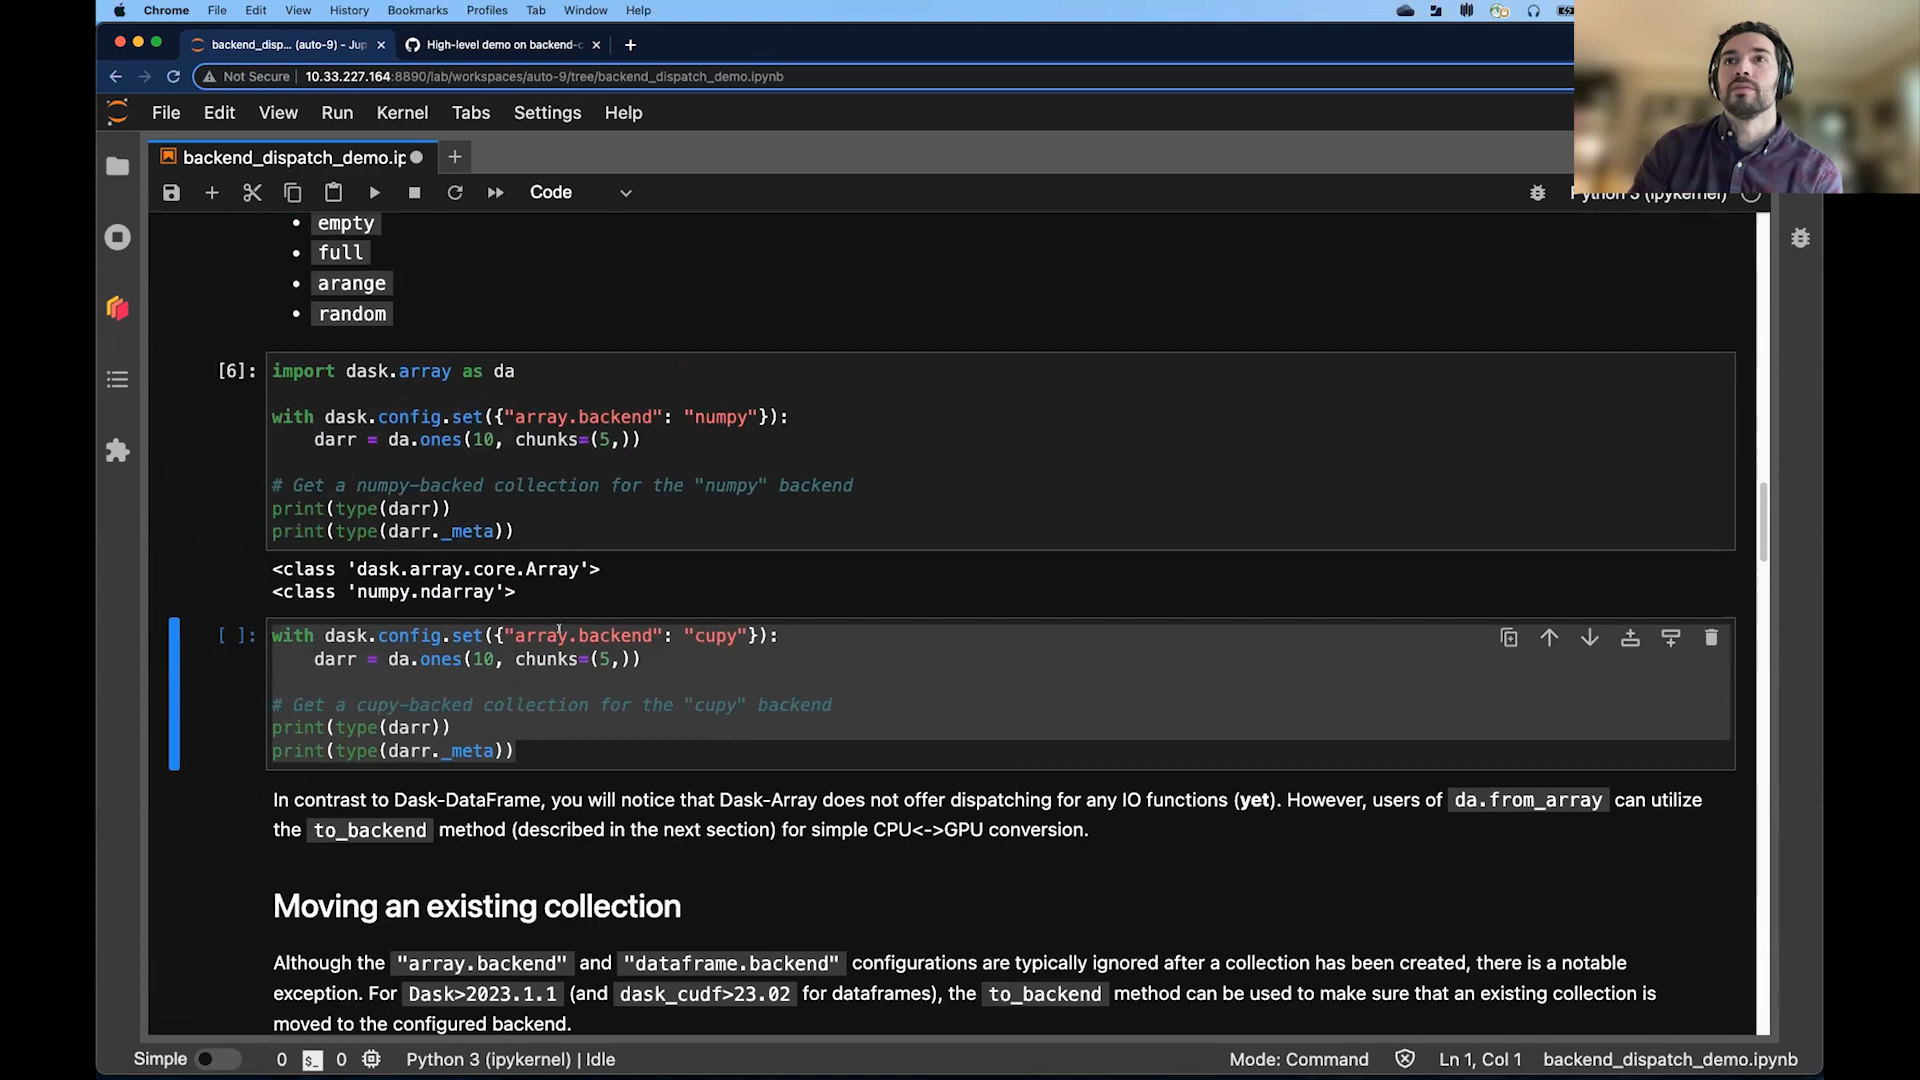 Chrome File Edit View History Bookmarks Profiles Tab Window Help
backend_disp... (auto-9) - Jup
High-level demo on backend-c
Not Secure | 10.33.227.164:8890/lab/workspaces/auto-9/tree/backend_dispatch_demo.ipynb
File Edit View Run Kernel Tabs Settings Help
backend_dispatch_demo.ip
Code
Python 3 (ipykernel)
empty
full
arange
random
[6]:
import dask.array as da
with dask.config.set({"array.backend": "numpy"}):
    darr = da.ones(10, chunks=(5,))
# Get a numpy-backed collection for the "numpy" backend
print(type(darr))
print(type(darr._meta))
<class 'dask.array.core.Array'>
<class 'numpy.ndarray'>
[ ]:
with dask.config.set({"array.backend": "cupy"}):
    darr = da.ones(10, chunks=(5,))
# Get a cupy-backed collection for the "cupy" backend
print(type(darr))
print(type(darr._meta))
In contrast to Dask-DataFrame, you will notice that Dask-Array does not offer dispatching for any IO functions (yet). However, users of da.from_array can utilize
the to_backend method (described in the next section) for simple CPU<->GPU conversion.
Moving an existing collection
Although the "array.backend" and "dataframe.backend" configurations are typically ignored after a collection has been created, there is a notable
exception. For Dask>2023.1.1 (and dask_cudf>23.02 for dataframes), the to_backend method can be used to make sure that an existing collection is
moved to the configured backend.
Simple 0 $_ 0 Python 3 (ipykernel) | Idle Mode: Command Ln 1, Col 1 backend_dispatch_demo.ipynb